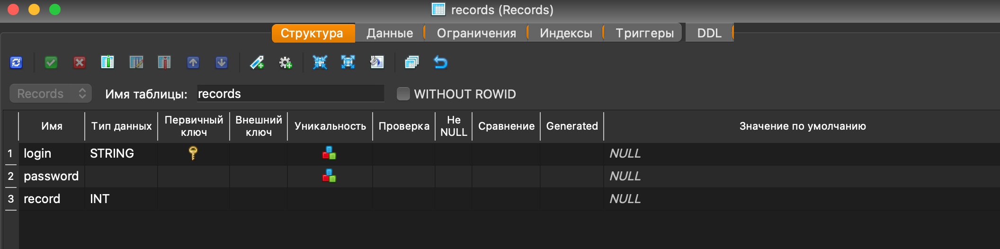 records (Records)
Структура Данные Ограничения Индексы Триггеры DDL
Records Имя таблицы: records WITHOUT ROWID
Имя Тип данных Первичный ключ Внешний ключ Уникальность Проверка Не NULL Сравнение Generated Значение по умолчанию
1 login STRING NULL
2 password NULL
3 record INT NULL